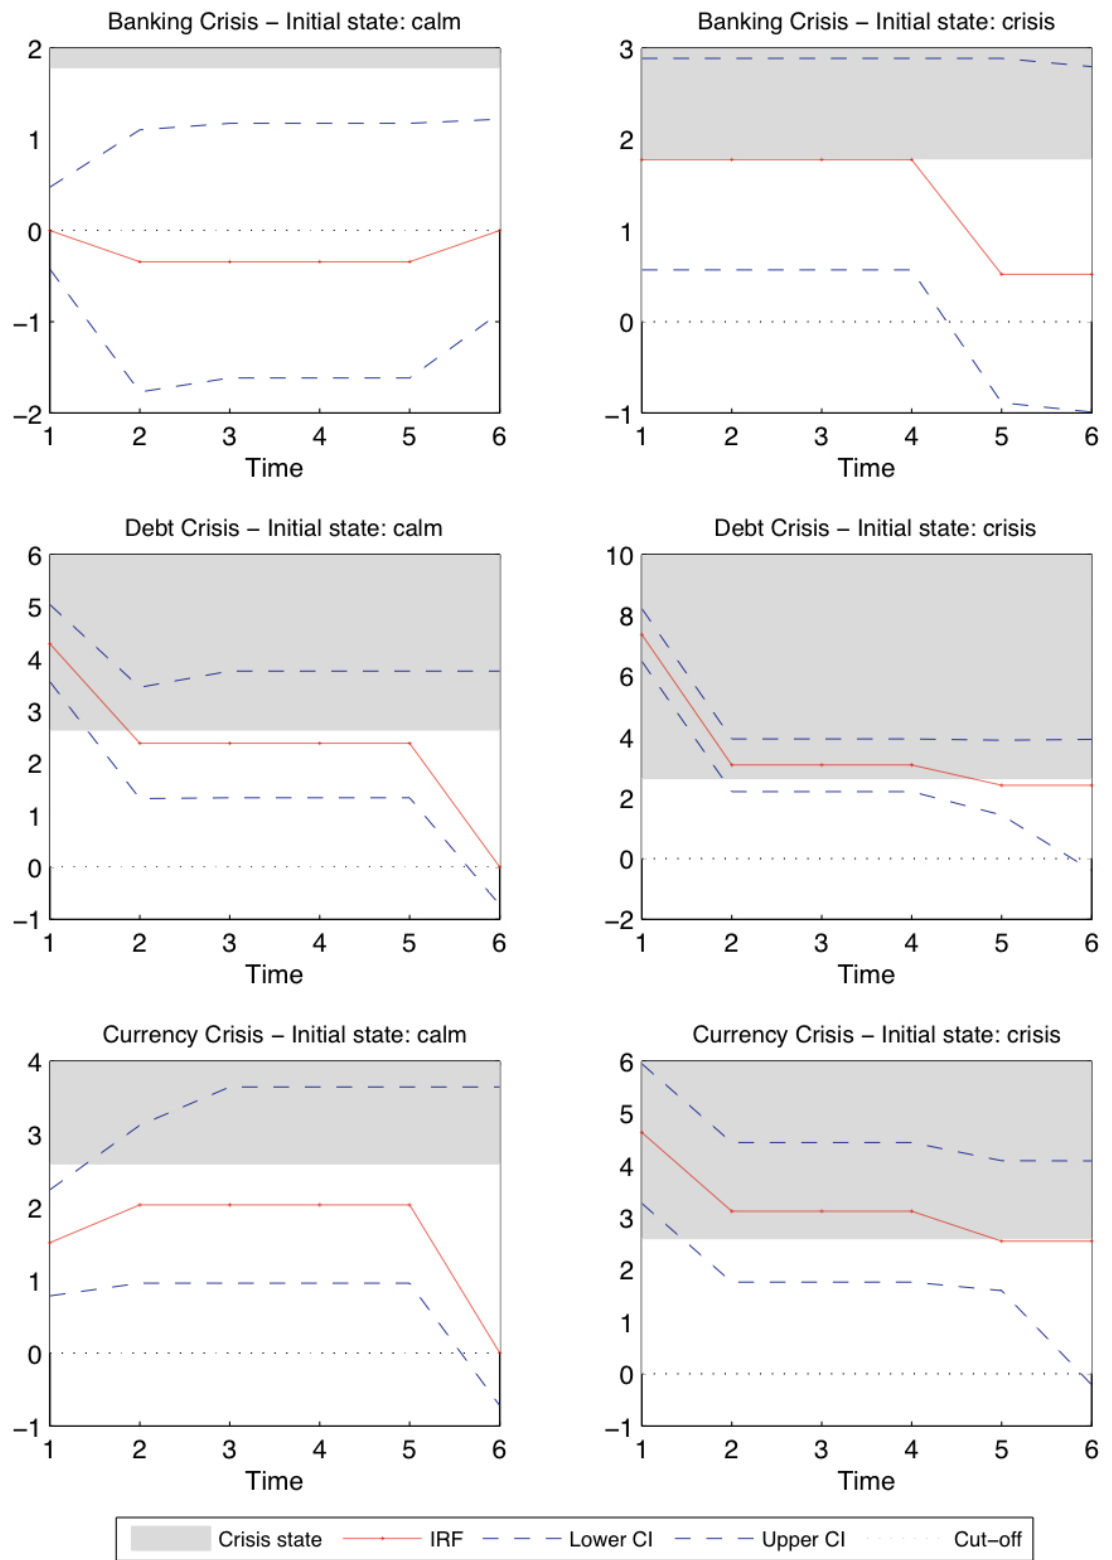 Banking Crisis – Initial state: calm
2
1
0
−1
−2
1 2 3 4 5 6
Time
Banking Crisis – Initial state: crisis
3
2
1
0
−1
1 2 3 4 5 6
Time
Debt Crisis – Initial state: calm
6
5
4
3
2
1
0
−1
1 2 3 4 5 6
Time
Debt Crisis – Initial state: crisis
10
8
6
4
2
0
−2
1 2 3 4 5 6
Time
Currency Crisis – Initial state: calm
4
3
2
1
0
−1
1 2 3 4 5 6
Time
Currency Crisis – Initial state: crisis
6
5
4
3
2
1
0
−1
1 2 3 4 5 6
Time
Crisis state IRF Lower CI Upper CI Cut−off